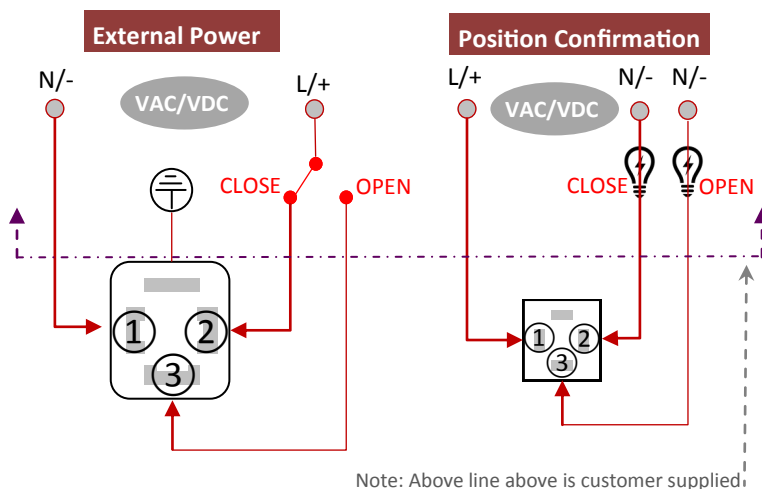 External Power
Position Confirmation
N/-
VAC/VDC
L/+
L/+
VAC/VDC
N/-
N/-
CLOSE
OPEN
CLOSE
OPEN
1
2
3
1
2
3
Note: Above line above is customer supplied